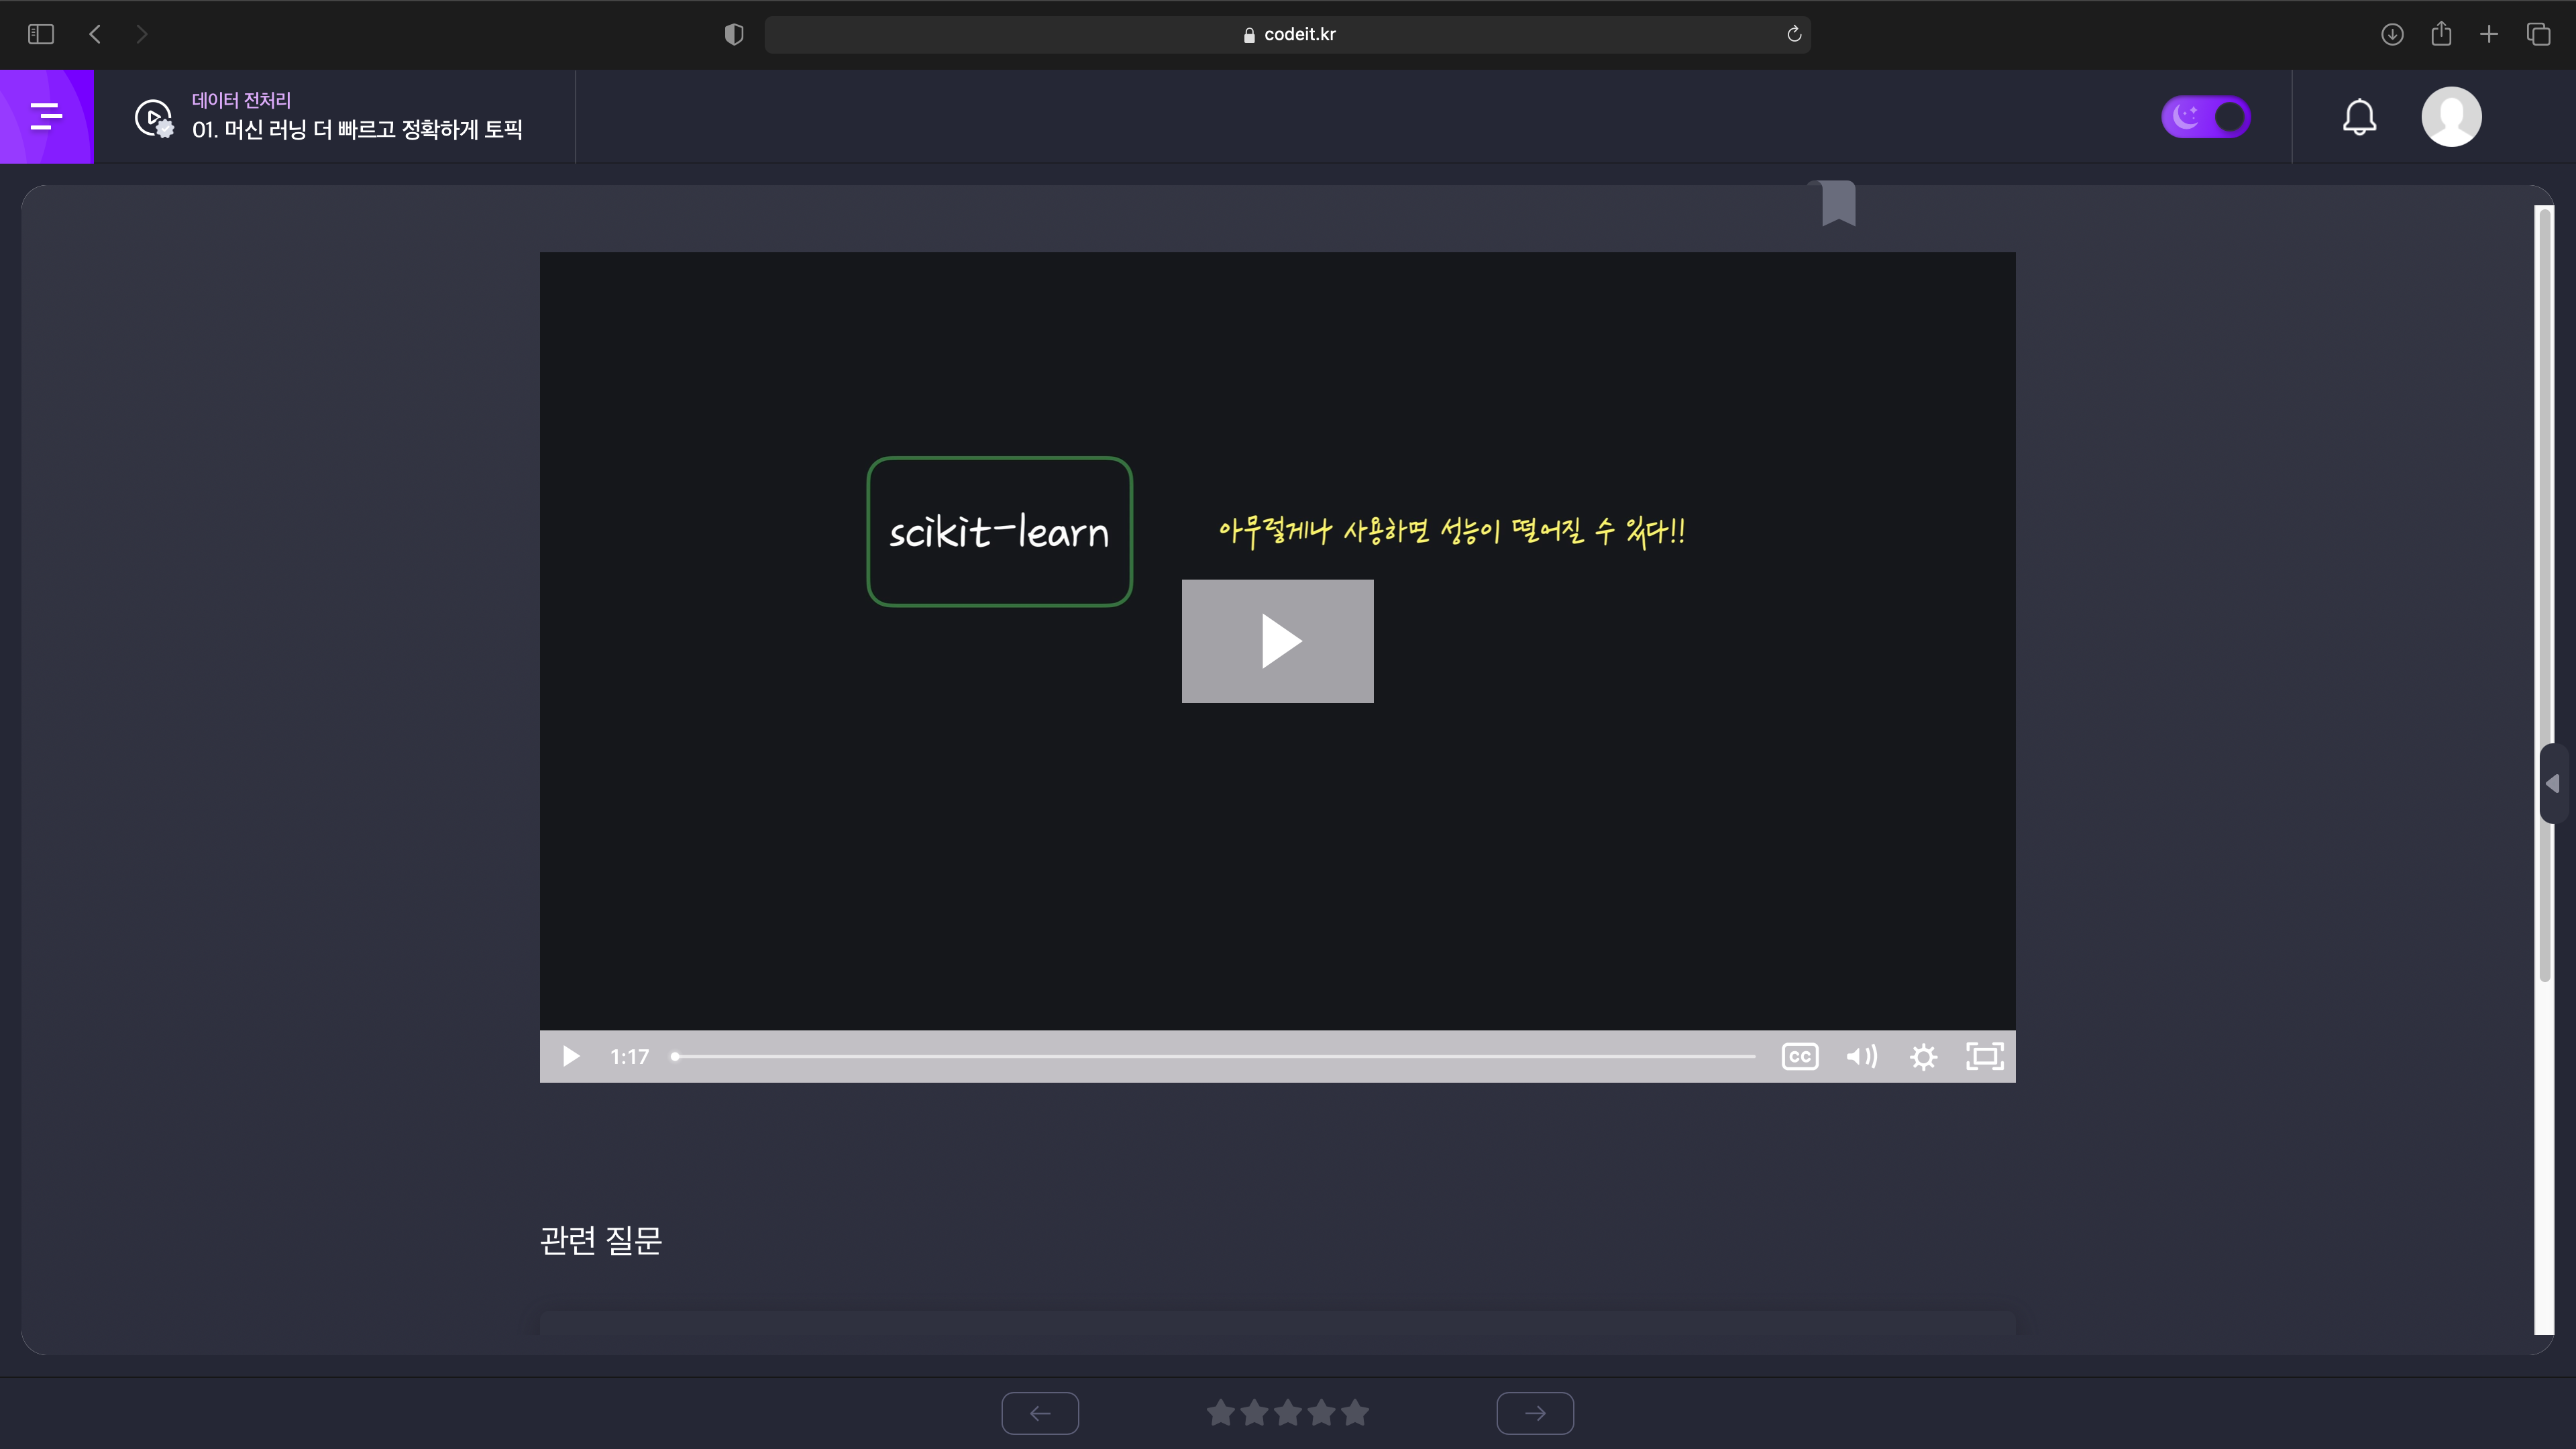 codeit.kr
데이터 전처리
01. 머신 러닝 더 빠르고 정확하게 토픽
scikit-learn
아무렇게나 사용하면 성능이 떨어질 수 있다!!
1:17
CC
관련 질문